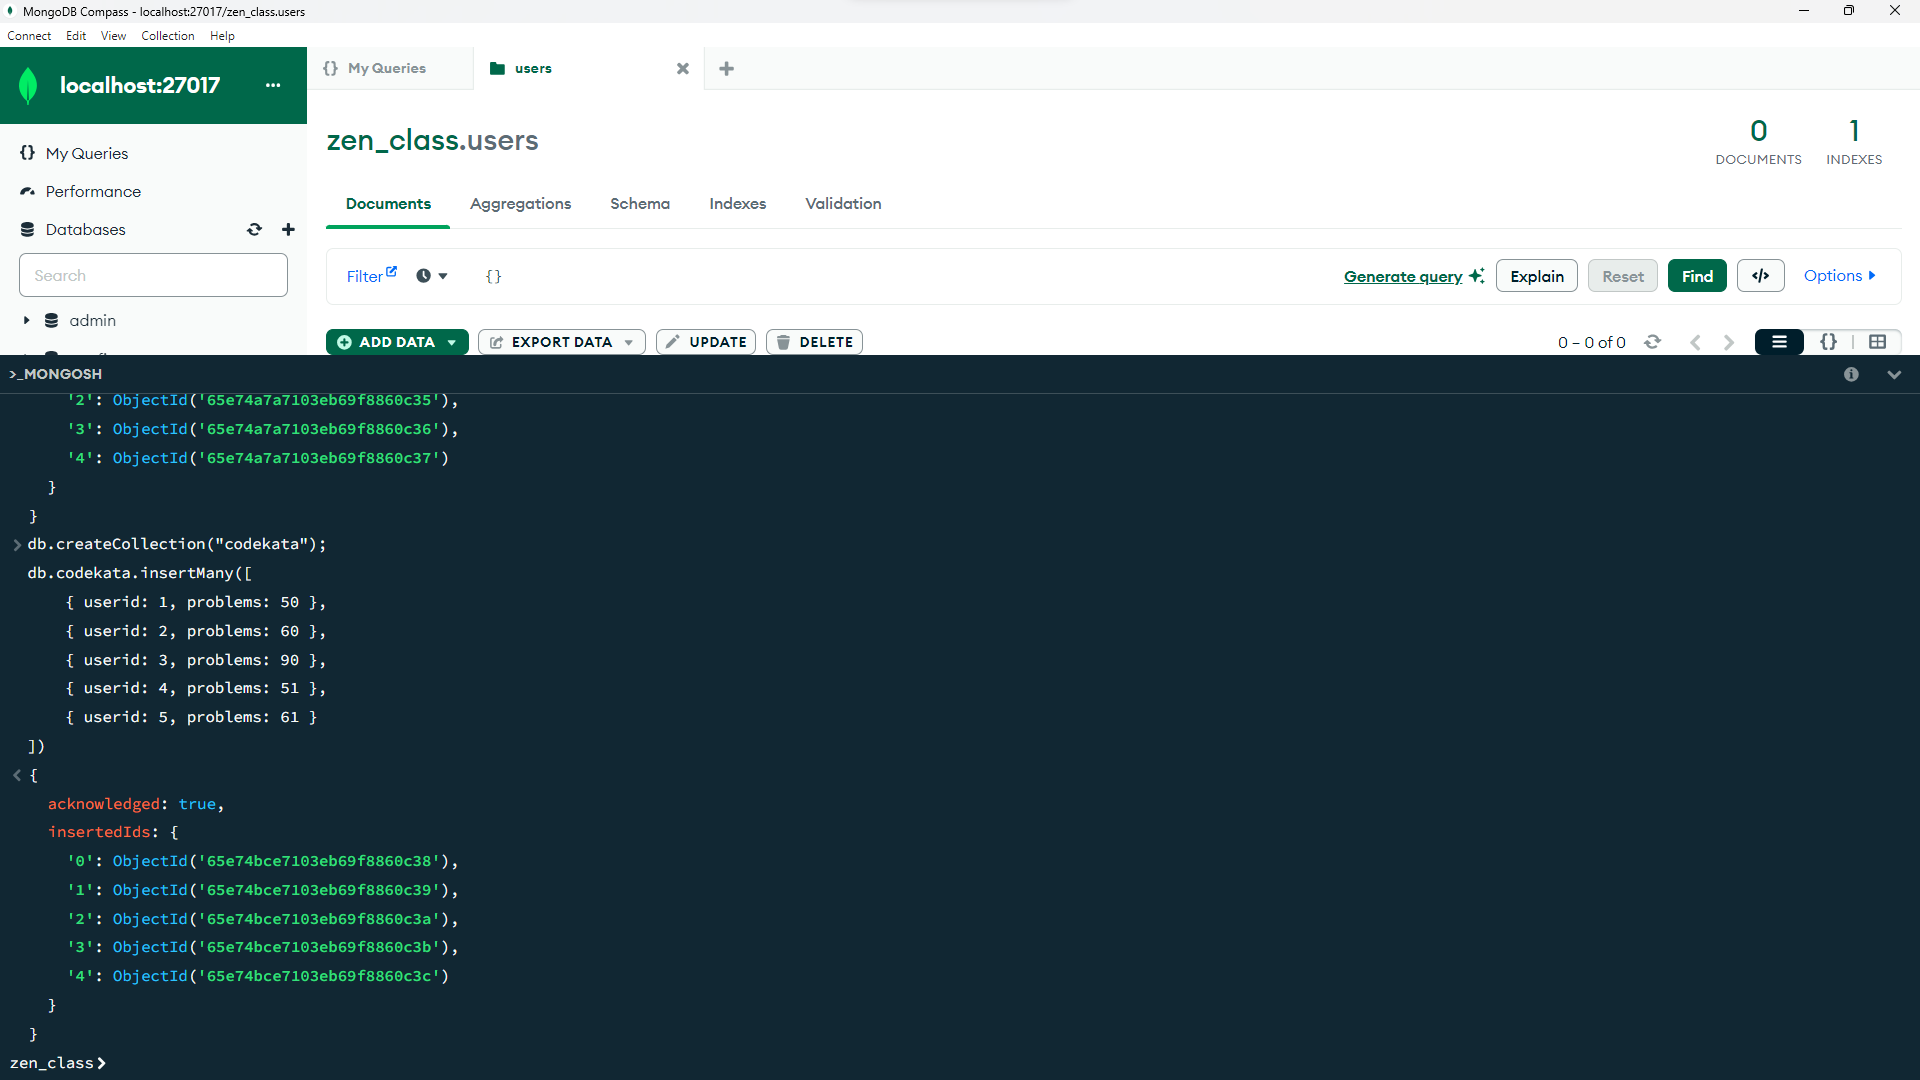 MongoDB Compass - localhost:27017/zen_class.users
Connect Edit View Collection Help
localhost:27017 ...
{} My Queries
users
zen_class.users
0
DOCUMENTS
1
INDEXES
{} My Queries
Performance
Databases
Search
admin
Documents Aggregations Schema Indexes Validation
Filter {} Generate query Explain Reset Find </> Options
ADD DATA EXPORT DATA UPDATE DELETE 0 – 0 of 0 {}
>_MONGOSH
'2': ObjectId('65e74a7a7103eb69f8860c35'),
'3': ObjectId('65e74a7a7103eb69f8860c36'),
'4': ObjectId('65e74a7a7103eb69f8860c37')
}
}
> db.createCollection("codekata");
db.codekata.insertMany([
{ userid: 1, problems: 50 },
{ userid: 2, problems: 60 },
{ userid: 3, problems: 90 },
{ userid: 4, problems: 51 },
{ userid: 5, problems: 61 }
])
< {
acknowledged: true,
insertedIds: {
'0': ObjectId('65e74bce7103eb69f8860c38'),
'1': ObjectId('65e74bce7103eb69f8860c39'),
'2': ObjectId('65e74bce7103eb69f8860c3a'),
'3': ObjectId('65e74bce7103eb69f8860c3b'),
'4': ObjectId('65e74bce7103eb69f8860c3c')
}
}
zen_class>